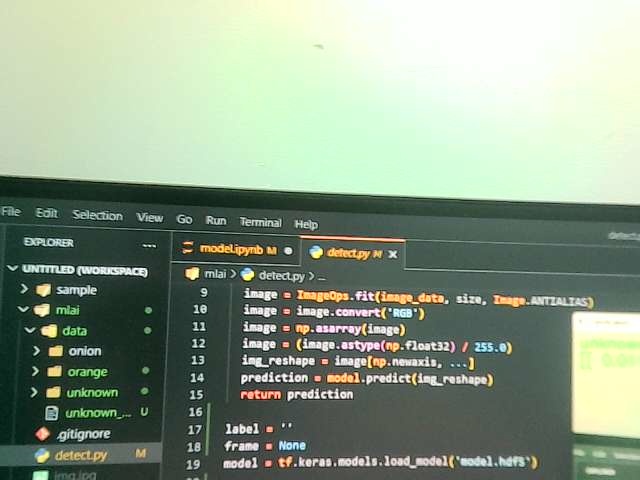 File Edit Selection View Go Run Terminal Help
EXPLORER ...
model.ipynb M
detect.py M ×
UNTITLED (WORKSPACE)
mlai > detect.py > ...
sample
mlai
data
onion
orange
unknown
unknown_... U
.gitignore
detect.py M
img.jpg
9 image = ImageOps.fit(image_data, size, Image.ANTIALIAS)
10 image = image.convert('RGB')
11 image = np.asarray(image)
12 image = (image.astype(np.float32) / 255.0)
13 img_reshape = image[np.newaxis, ...]
14 prediction = model.predict(img_reshape)
15 return prediction
16
17 label = ''
18 frame = None
19 model = tf.keras.models.load_model('model.hdf5')